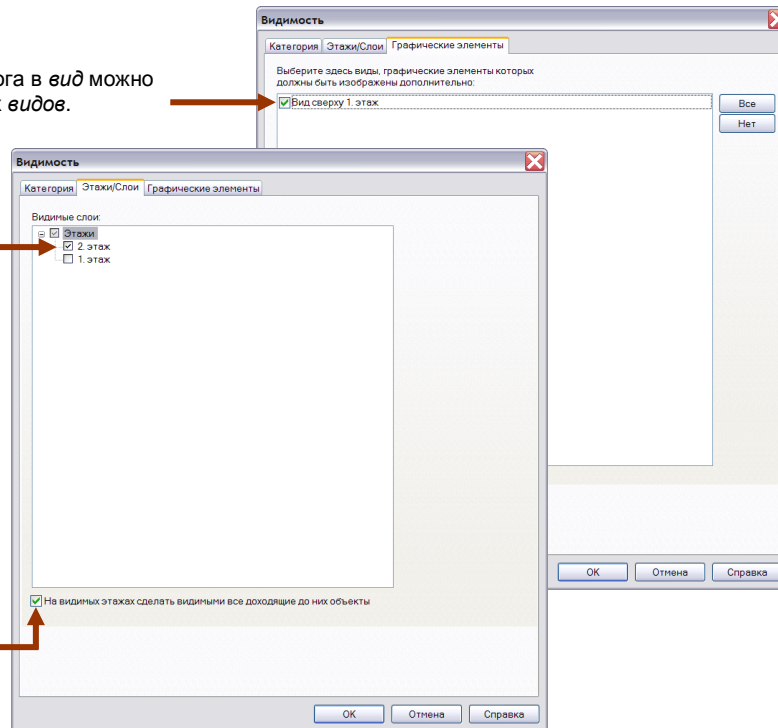 Видимость
Категория Этажи/Слои Графические элементы
Выберите здесь виды, графические элементы которых
должны быть изображены дополнительно:
Вид сверху 1. этаж
Все
Нет
OK Отмена Справка
в вид можно
видов.
Видимость
Категория Этажи/Слои Графические элементы
Видимые слои:
Этажи
2. этаж
1. этаж
На видимых этажах сделать видимыми все доходящие до них объекты
OK Отмена Справка